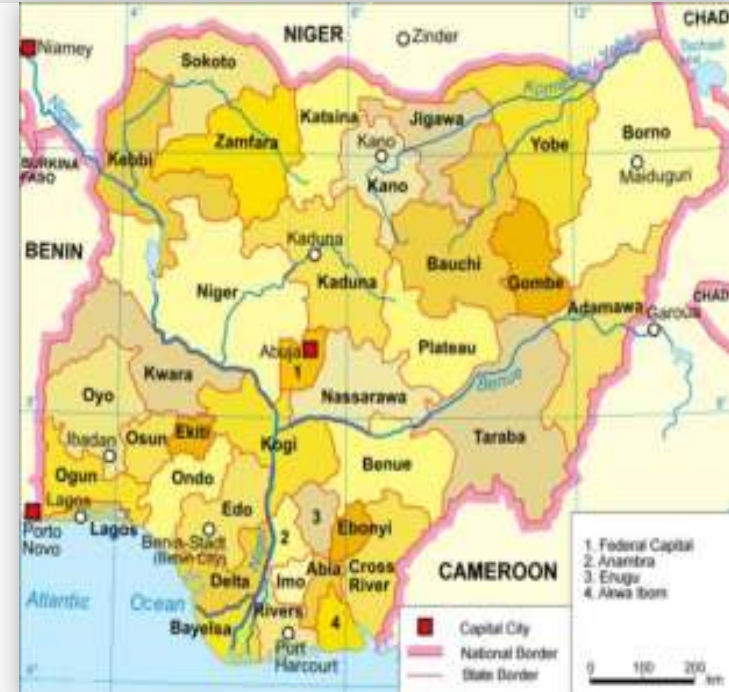 CHAD
NIGER
Zinder
Niamey
Sokoto
Niger
Katsina
Jigawa
Zamfara
Yobe
Borno
Kano
BURKINA
FASO
Kebbi
Kano
Maiduguri
BENIN
Kaduna
Bauchi
Niger
Kaduna
Gombe
CHAD
Adamawa
Garoua
Abuja
Plateau
1
Kwara
Nassarawa
Benue
Oyo
Ibadan
Osun
Ekiti
Kogi
Taraba
Benue
Ogun
Ondo
Edo
3
Lagos
Ebonyi
Porto
Novo
Lagos
Benin-Stadt
(Benin City)
2
Abia
Cross
River
CAMEROON
Delta
Imo
Atlantic
Ocean
Bayelsa
Rivers
4
Port
Harcourt
1. Federal Capital
2. Anambra
3. Enugu
4. Akwa Ibom
Capital City
National Border
State Border
0 100 200
km